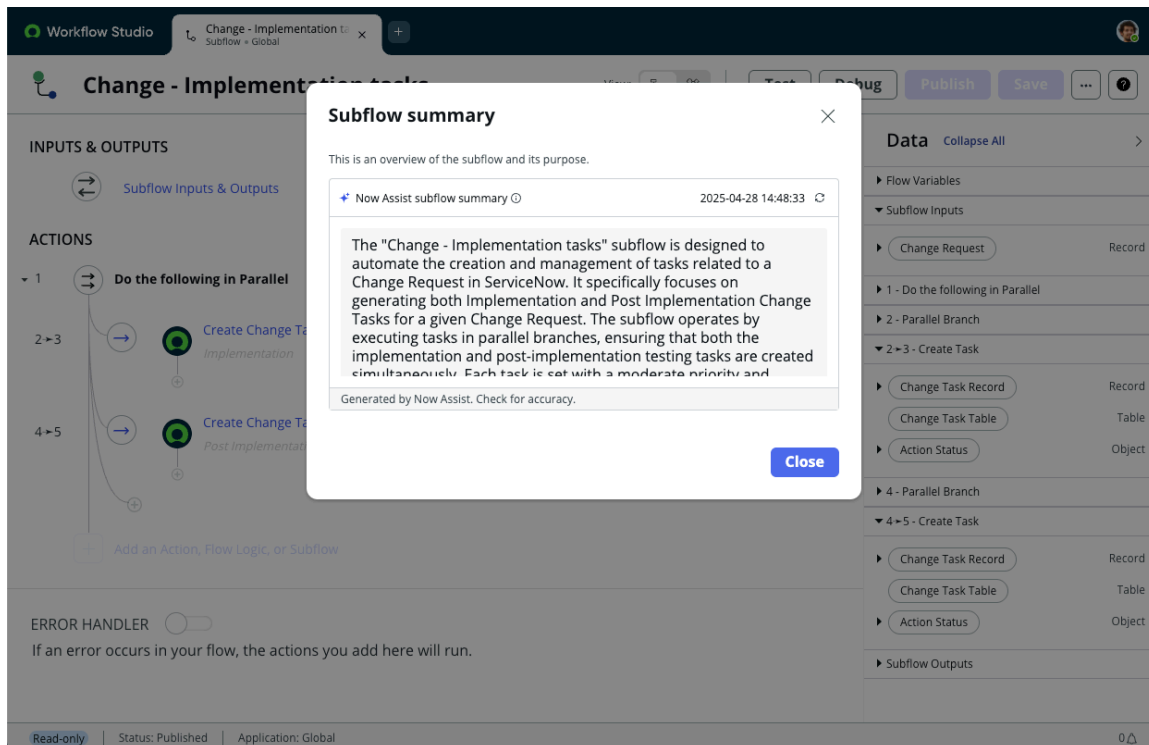 Workflow Studio
Change - Implementation ta
Subflow • Global
Change - Implementation tasks
View:
Test
Debug
Publish
Save
INPUTS & OUTPUTS
Subflow Inputs & Outputs
ACTIONS
1
Do the following in Parallel
2 3
Create Change Ta
Implementation
4 5
Create Change Ta
Post Implementat
Add an Action, Flow Logic, or Subflow
ERROR HANDLER
If an error occurs in your flow, the actions you add here will run.
Subflow summary
This is an overview of the subflow and its purpose.
Now Assist subflow summary
2025-04-28 14:48:33
The "Change - Implementation tasks" subflow is designed to
automate the creation and management of tasks related to a
Change Request in ServiceNow. It specifically focuses on
generating both Implementation and Post Implementation Change
Tasks for a given Change Request. The subflow operates by
executing tasks in parallel branches, ensuring that both the
implementation and post-implementation testing tasks are created
simultaneously. Each task is set with a moderate priority and
Generated by Now Assist. Check for accuracy.
Close
Data
Collapse All
Flow Variables
Subflow Inputs
Change Request Record
1 - Do the following in Parallel
2 - Parallel Branch
2 3 - Create Task
Change Task Record Record
Change Task Table Table
Action Status Object
4 - Parallel Branch
4 5 - Create Task
Change Task Record Record
Change Task Table Table
Action Status Object
Subflow Outputs
Read-only
Status: Published
Application: Global
0